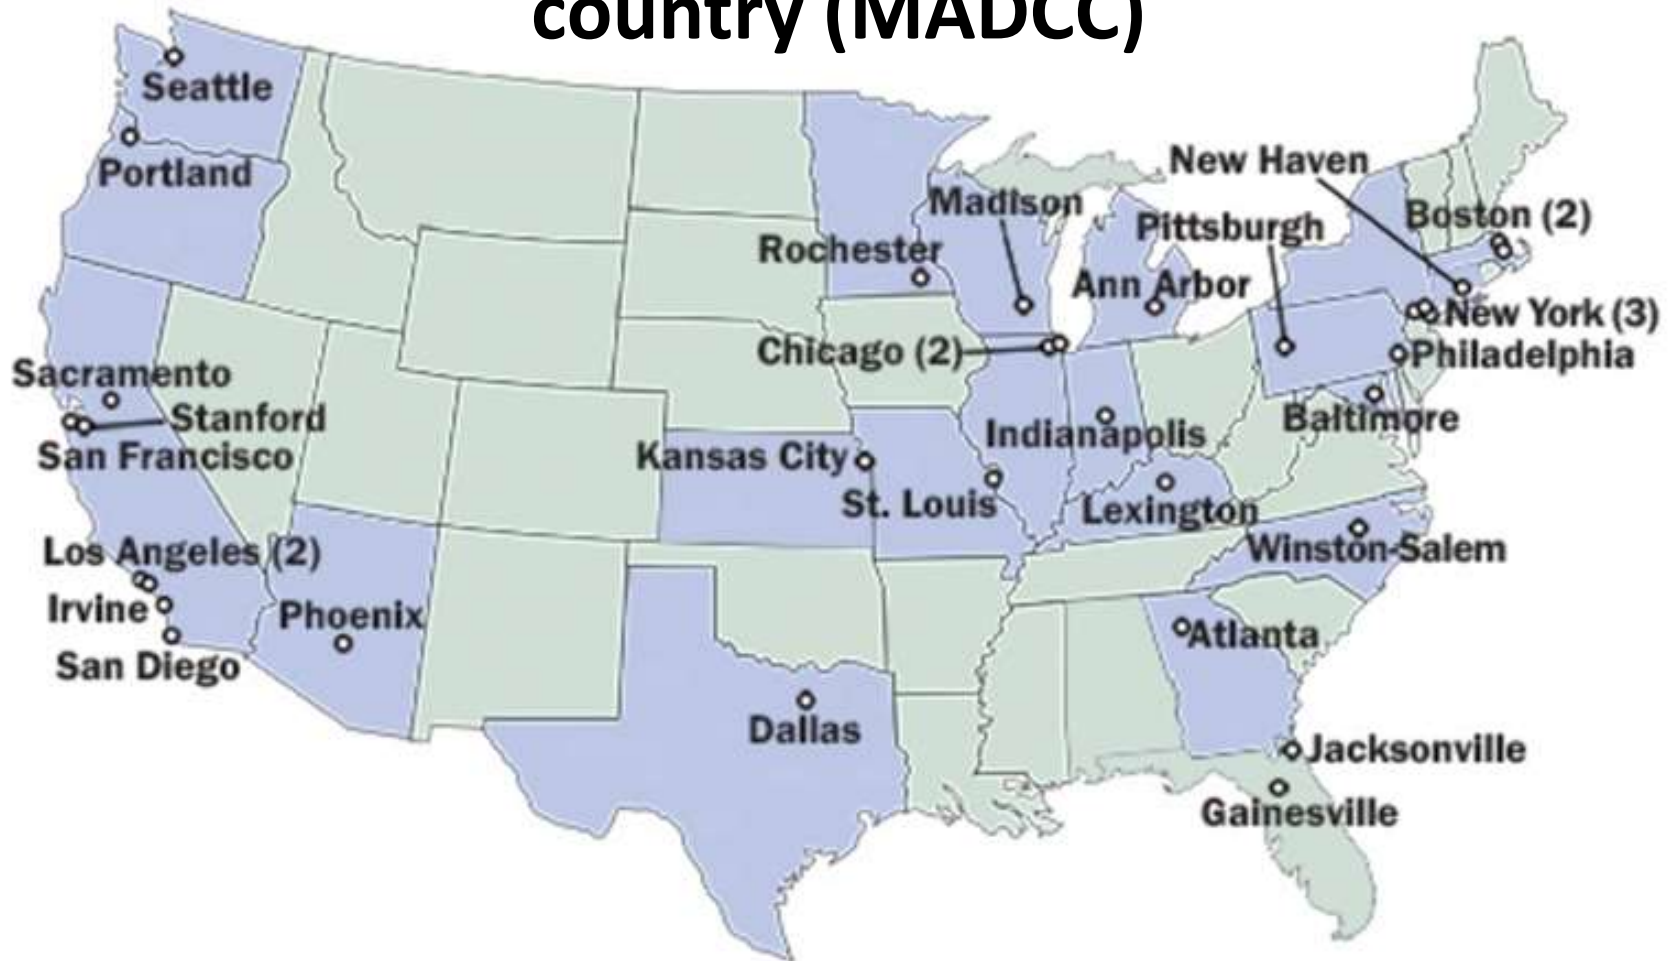 country (MADCC)
Seattle
Portland
New Haven
Madison
Boston (2)
Pittsburgh
Rochester
Ann Arbor
New York (3)
Chicago (2)
Philadelphia
Sacramento
Stanford
Baltimore
Indianapolis
San Francisco
Kansas City
St. Louis
Lexington
Winston-Salem
Los Angeles (2)
Irvine
Phoenix
Atlanta
San Diego
Dallas
Jacksonville
Gainesville